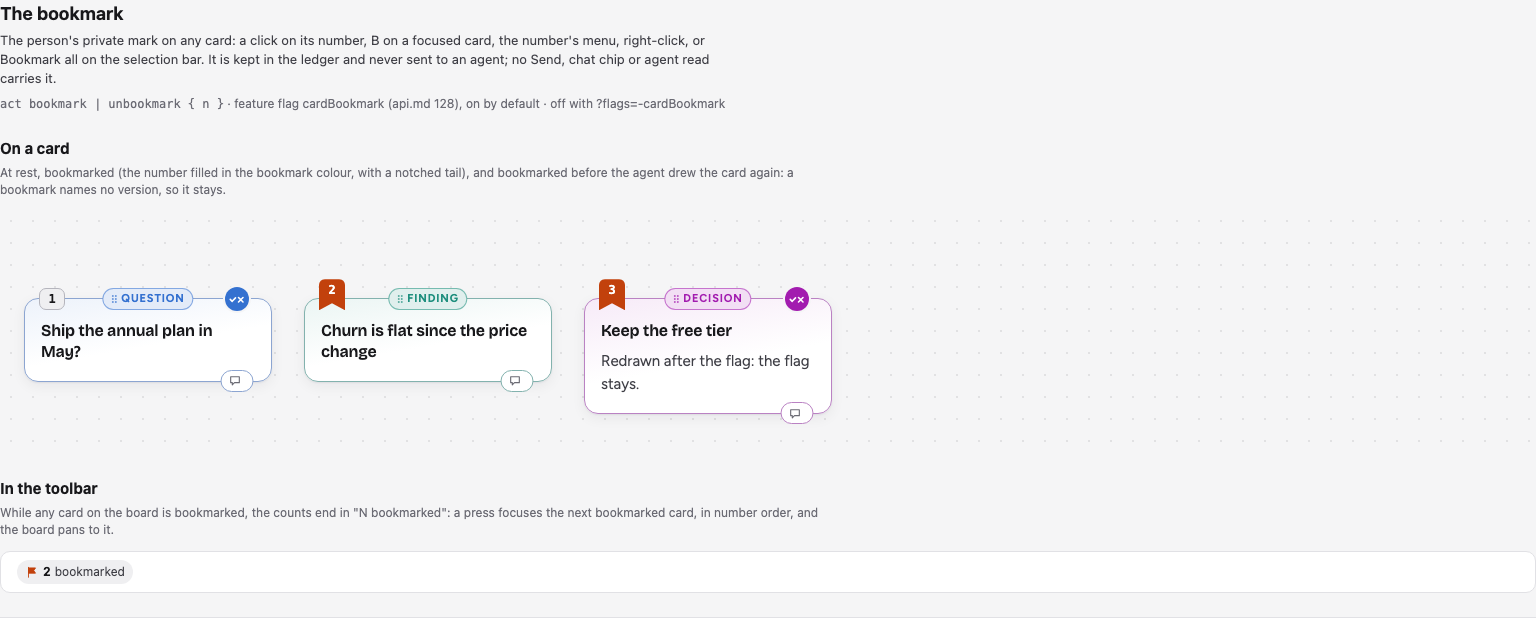 The bookmark
The person's private mark on any card: a click on its number, B on a focused card, the number's menu, right-click, or
Bookmark all on the selection bar. It is kept in the ledger and never sent to an agent; no Send, chat chip or agent read
carries it.
act bookmark | unbookmark { n } · feature flag cardBookmark (api.md 128), on by default · off with ?flags=-cardBookmark
On a card
At rest, bookmarked (the number filled in the bookmark colour, with a notched tail), and bookmarked before the agent drew the card again: a
bookmark names no version, so it stays.
1 QUESTION
Ship the annual plan in
May?
2 FINDING
Churn is flat since the price
change
3 DECISION
Keep the free tier
Redrawn after the flag: the flag
stays.
In the toolbar
While any card on the board is bookmarked, the counts end in "N bookmarked": a press focuses the next bookmarked card, in number order, and
the board pans to it.
2 bookmarked